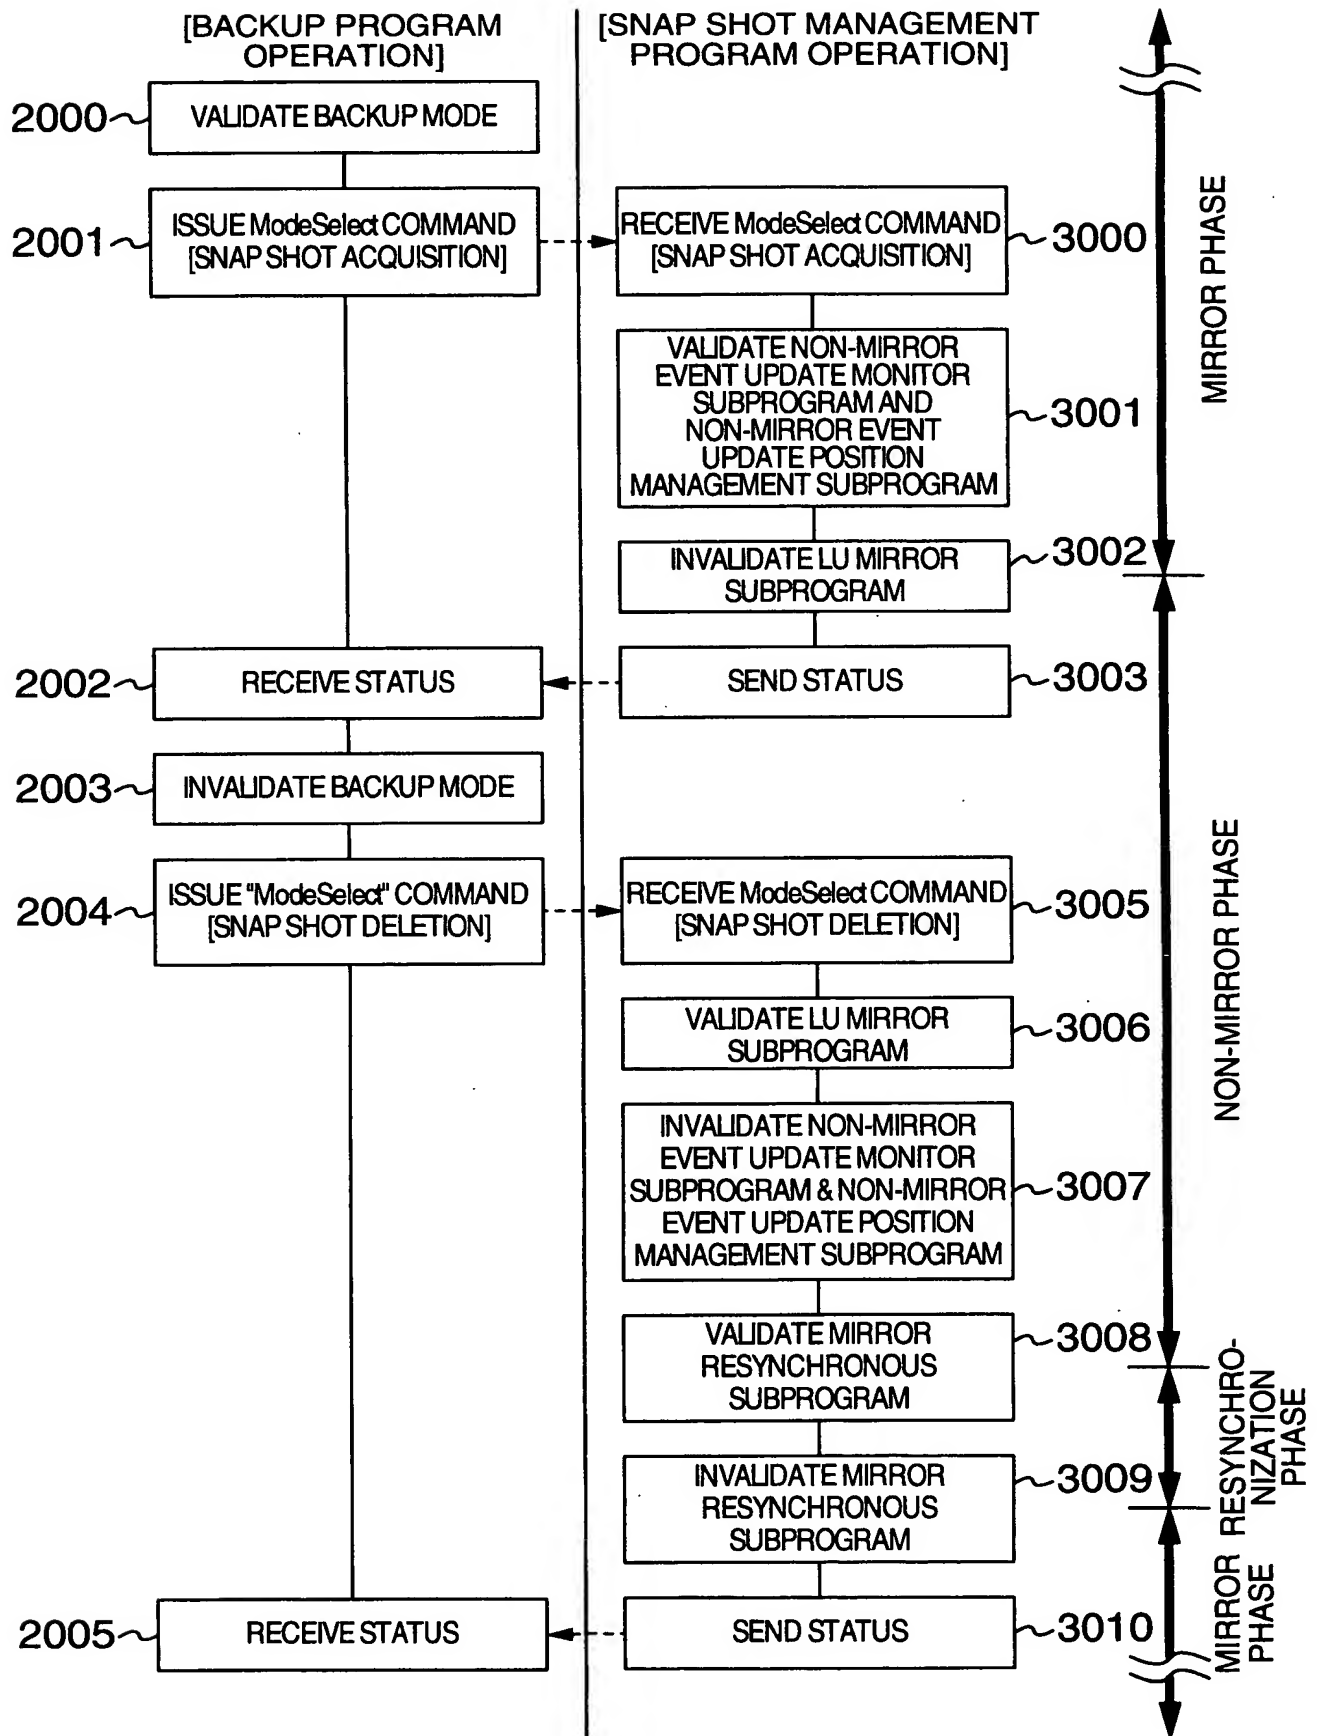 [BACKUP PROGRAM
OPERATION]
[SNAP SHOT MANAGEMENT
PROGRAM OPERATION]
2000
VALIDATE BACKUP MODE
2001
ISSUE ModeSelect COMMAND
[SNAP SHOT ACQUISITION]
RECEIVE ModeSelect COMMAND
[SNAP SHOT ACQUISITION]
3000
VALIDATE NON-MIRROR
EVENT UPDATE MONITOR
SUBPROGRAM AND
NON-MIRROR EVENT
UPDATE POSITION
MANAGEMENT SUBPROGRAM
3001
MIRROR PHASE
INVALIDATE LU MIRROR
SUBPROGRAM
3002
2002
RECEIVE STATUS
SEND STATUS
3003
2003
INVALIDATE BACKUP MODE
2004
ISSUE "ModeSelect" COMMAND
[SNAP SHOT DELETION]
RECEIVE ModeSelect COMMAND
[SNAP SHOT DELETION]
3005
NON-MIRROR PHASE
VALIDATE LU MIRROR
SUBPROGRAM
3006
INVALIDATE NON-MIRROR
EVENT UPDATE MONITOR
SUBPROGRAM & NON-MIRROR
EVENT UPDATE POSITION
MANAGEMENT SUBPROGRAM
3007
VALIDATE MIRROR
RESYNCHRONOUS
SUBPROGRAM
3008
RESYNCHRO-
NIZATION
PHASE
INVALIDATE MIRROR
RESYNCHRONOUS
SUBPROGRAM
3009
2005
RECEIVE STATUS
SEND STATUS
3010
MIRROR
PHASE